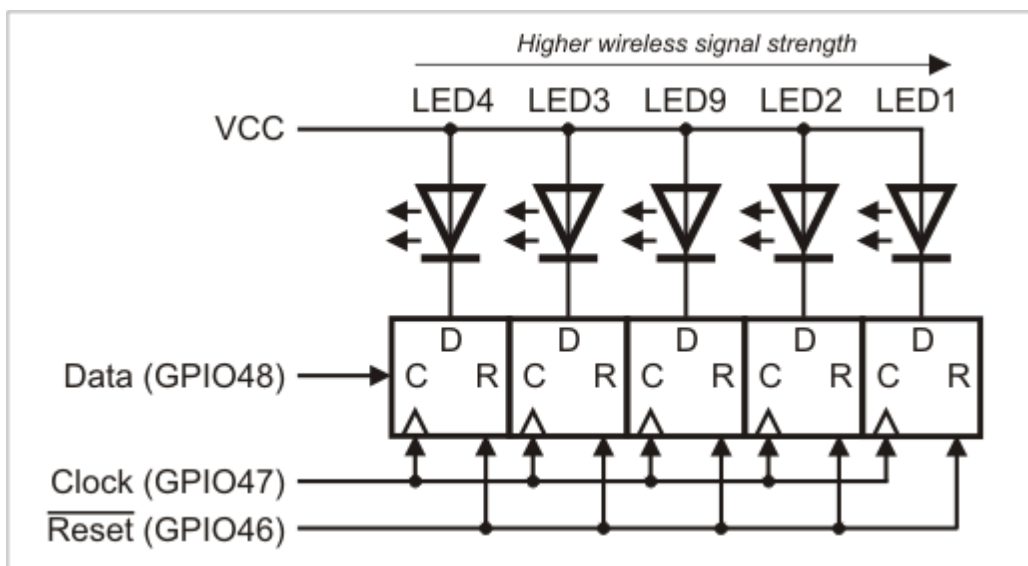 Higher wireless signal strength
LED4 LED3 LED9 LED2 LED1
VCC
D D D D D
Data (GPIO48) C R C R C R C R C R
Clock (GPIO47)
Reset (GPIO46)